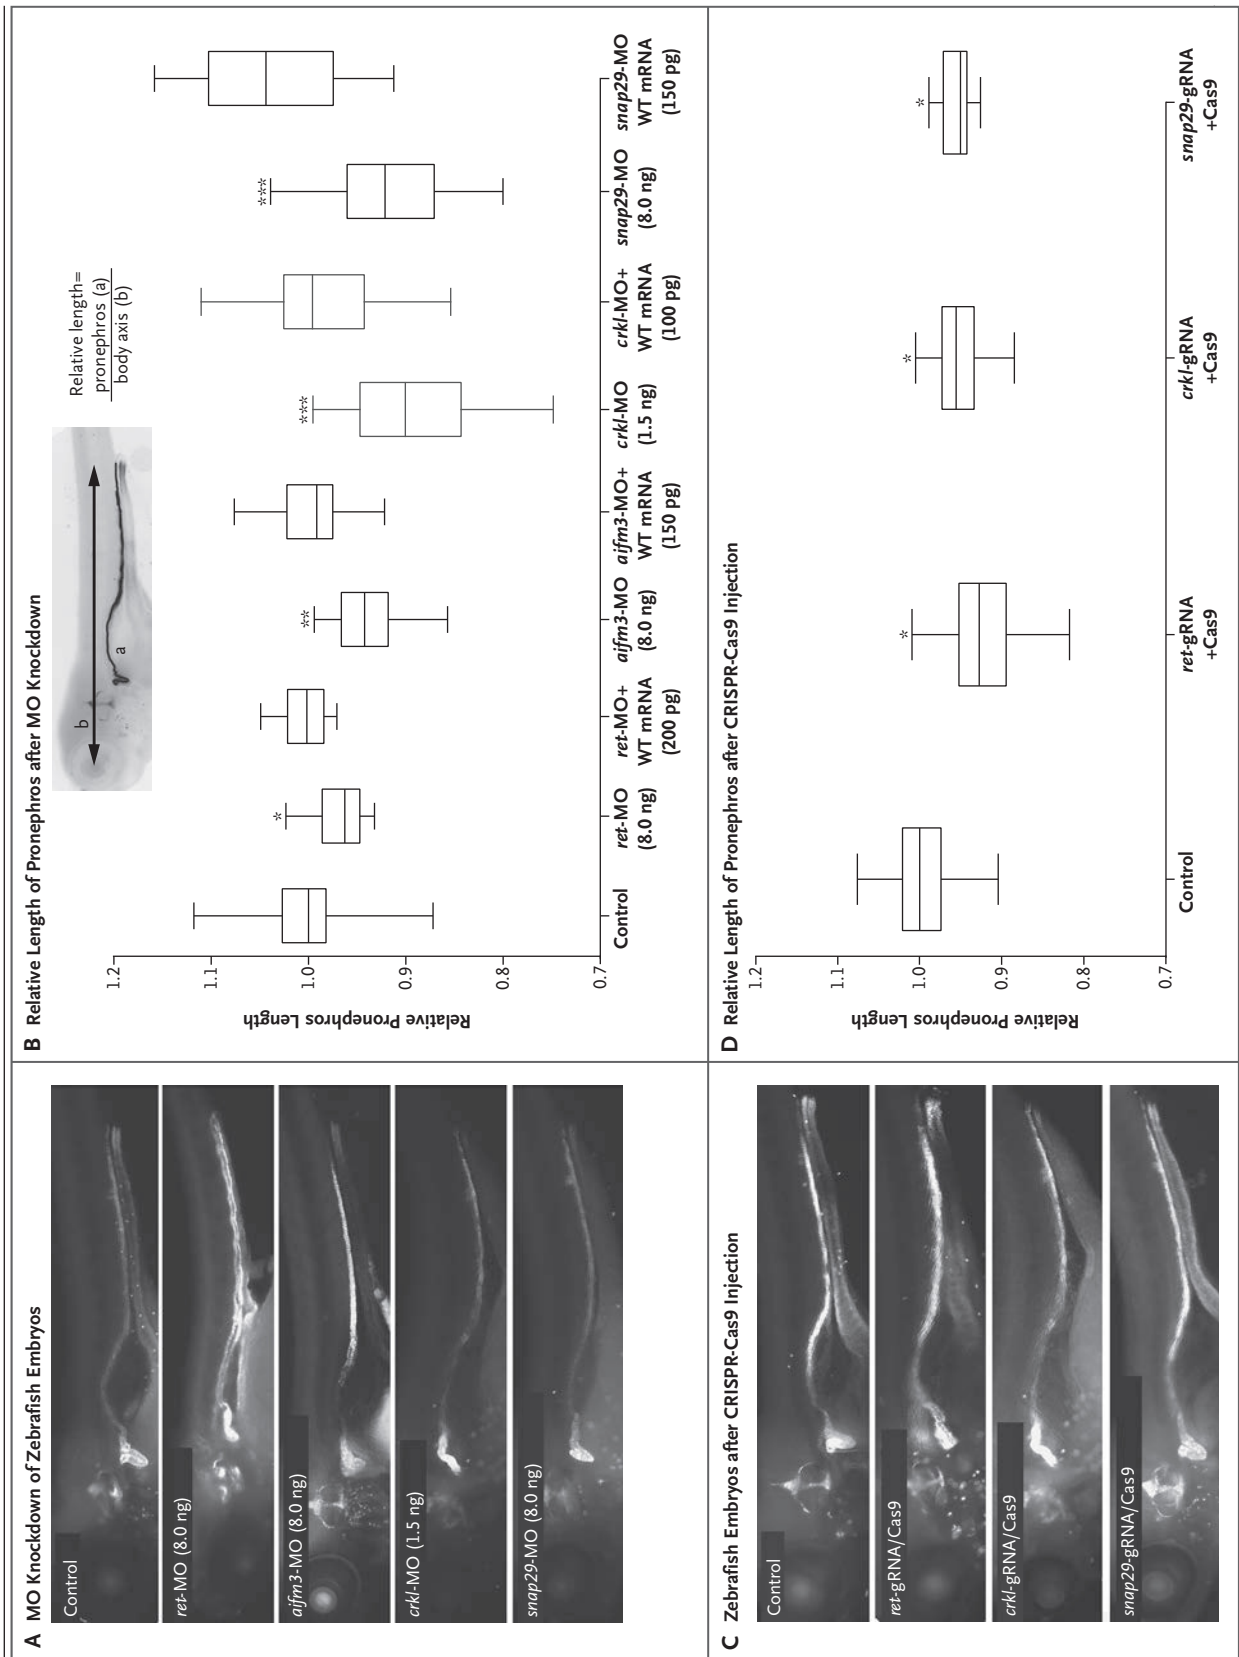 A MO Knockdown of Zebrafish Embryos
Control
ret-MO (8.0 ng)
aifm3-MO (8.0 ng)
crkl-MO (1.5 ng)
snap29-MO (8.0 ng)
B Relative Length of Pronephros after MO Knockdown
b
a
Relative length=
pronephros (a)
body axis (b)
Relative Pronephros Length
1.2
1.1
1.0
0.9
0.8
0.7
*
**
***
***
Control
ret-MO
(8.0 ng)
ret-MO+
WT mRNA
(200 pg)
aifm3-MO
(8.0 ng)
aifm3-MO+
WT mRNA
(150 pg)
crkl-MO
(1.5 ng)
crkl-MO+
WT mRNA
(100 pg)
snap29-MO
(8.0 ng)
snap29-MO
WT mRNA
(150 pg)
C Zebrafish Embryos after CRISPR-Cas9 Injection
Control
ret-gRNA/Cas9
crkl-gRNA/Cas9
snap29-gRNA/Cas9
D Relative Length of Pronephros after CRISPR-Cas9 Injection
Relative Pronephros Length
1.2
1.1
1.0
0.9
0.8
0.7
*
*
*
Control
ret-gRNA
+Cas9
crkl-gRNA
+Cas9
snap29-gRNA
+Cas9